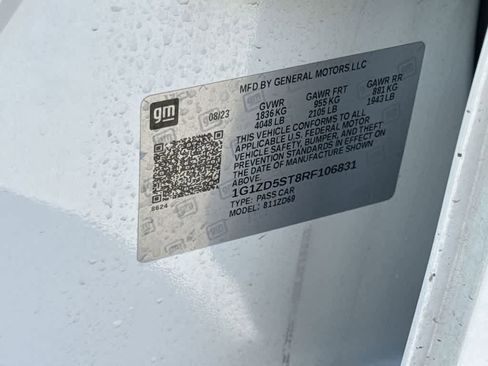 MFD BY GENERAL MOTORS LLC
gm
08/23
GVWR GAWR FRT GAWR RR
1836 KG 955 KG 881 KG
4048 LB 2105 LB 1943 LB
THIS VEHICLE CONFORMS TO ALL
APPLICABLE U.S. FEDERAL MOTOR
VEHICLE SAFETY, BUMPER, AND THEFT
PREVENTION STANDARDS IN EFFECT ON
THE DATE OF MANUFACTURE SHOWN
1G1ZD5ST8RF106831
TYPE: PASS CAR
MODEL: 811ZD69
8624